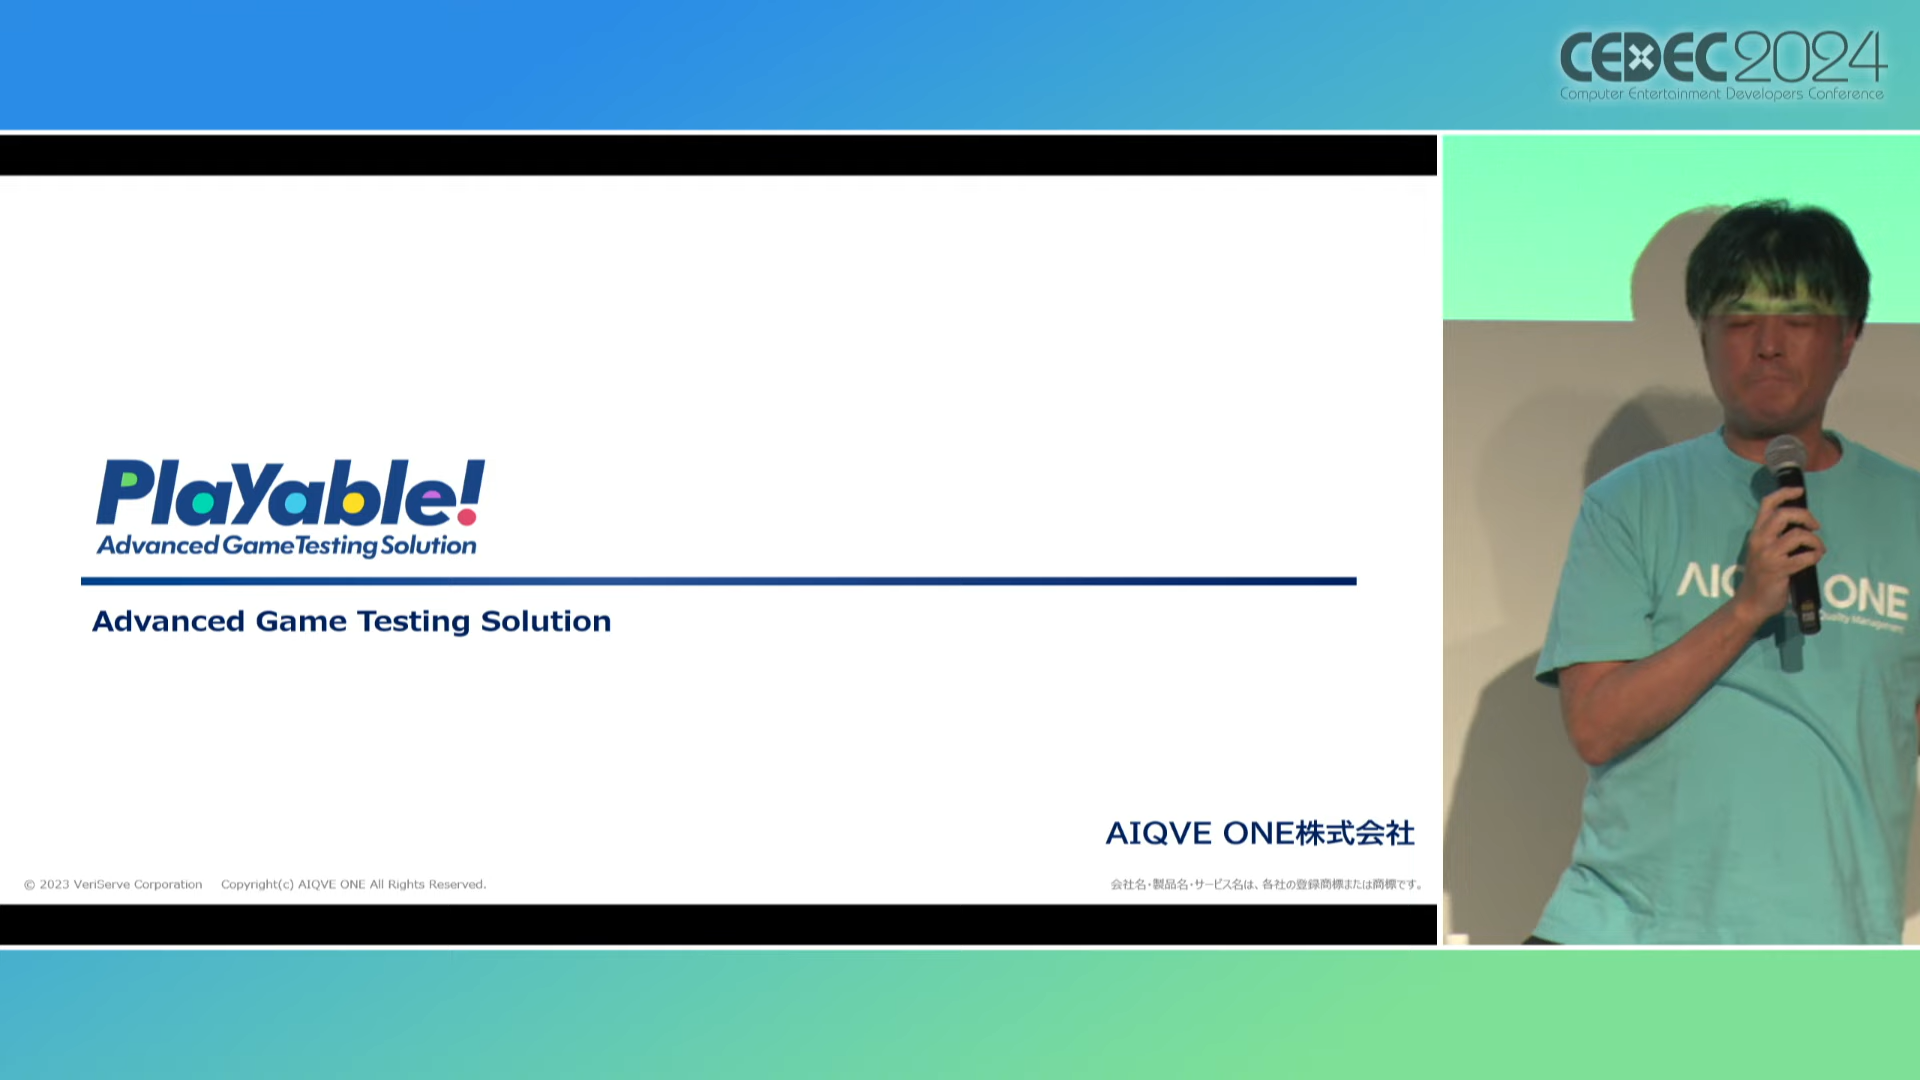 CEDEC2024
Computer Entertainment Developers Conference
PlaYable!
Advanced Game Testing Solution
Advanced Game Testing Solution
AIQVE ONE株式会社
© 2023 VeriServe Corporation Copyright(c) AIQVE ONE All Rights Reserved.
会社名・製品名・サービス名は、各社の登録商標または商標です。
AIQ ONE
Quality Management